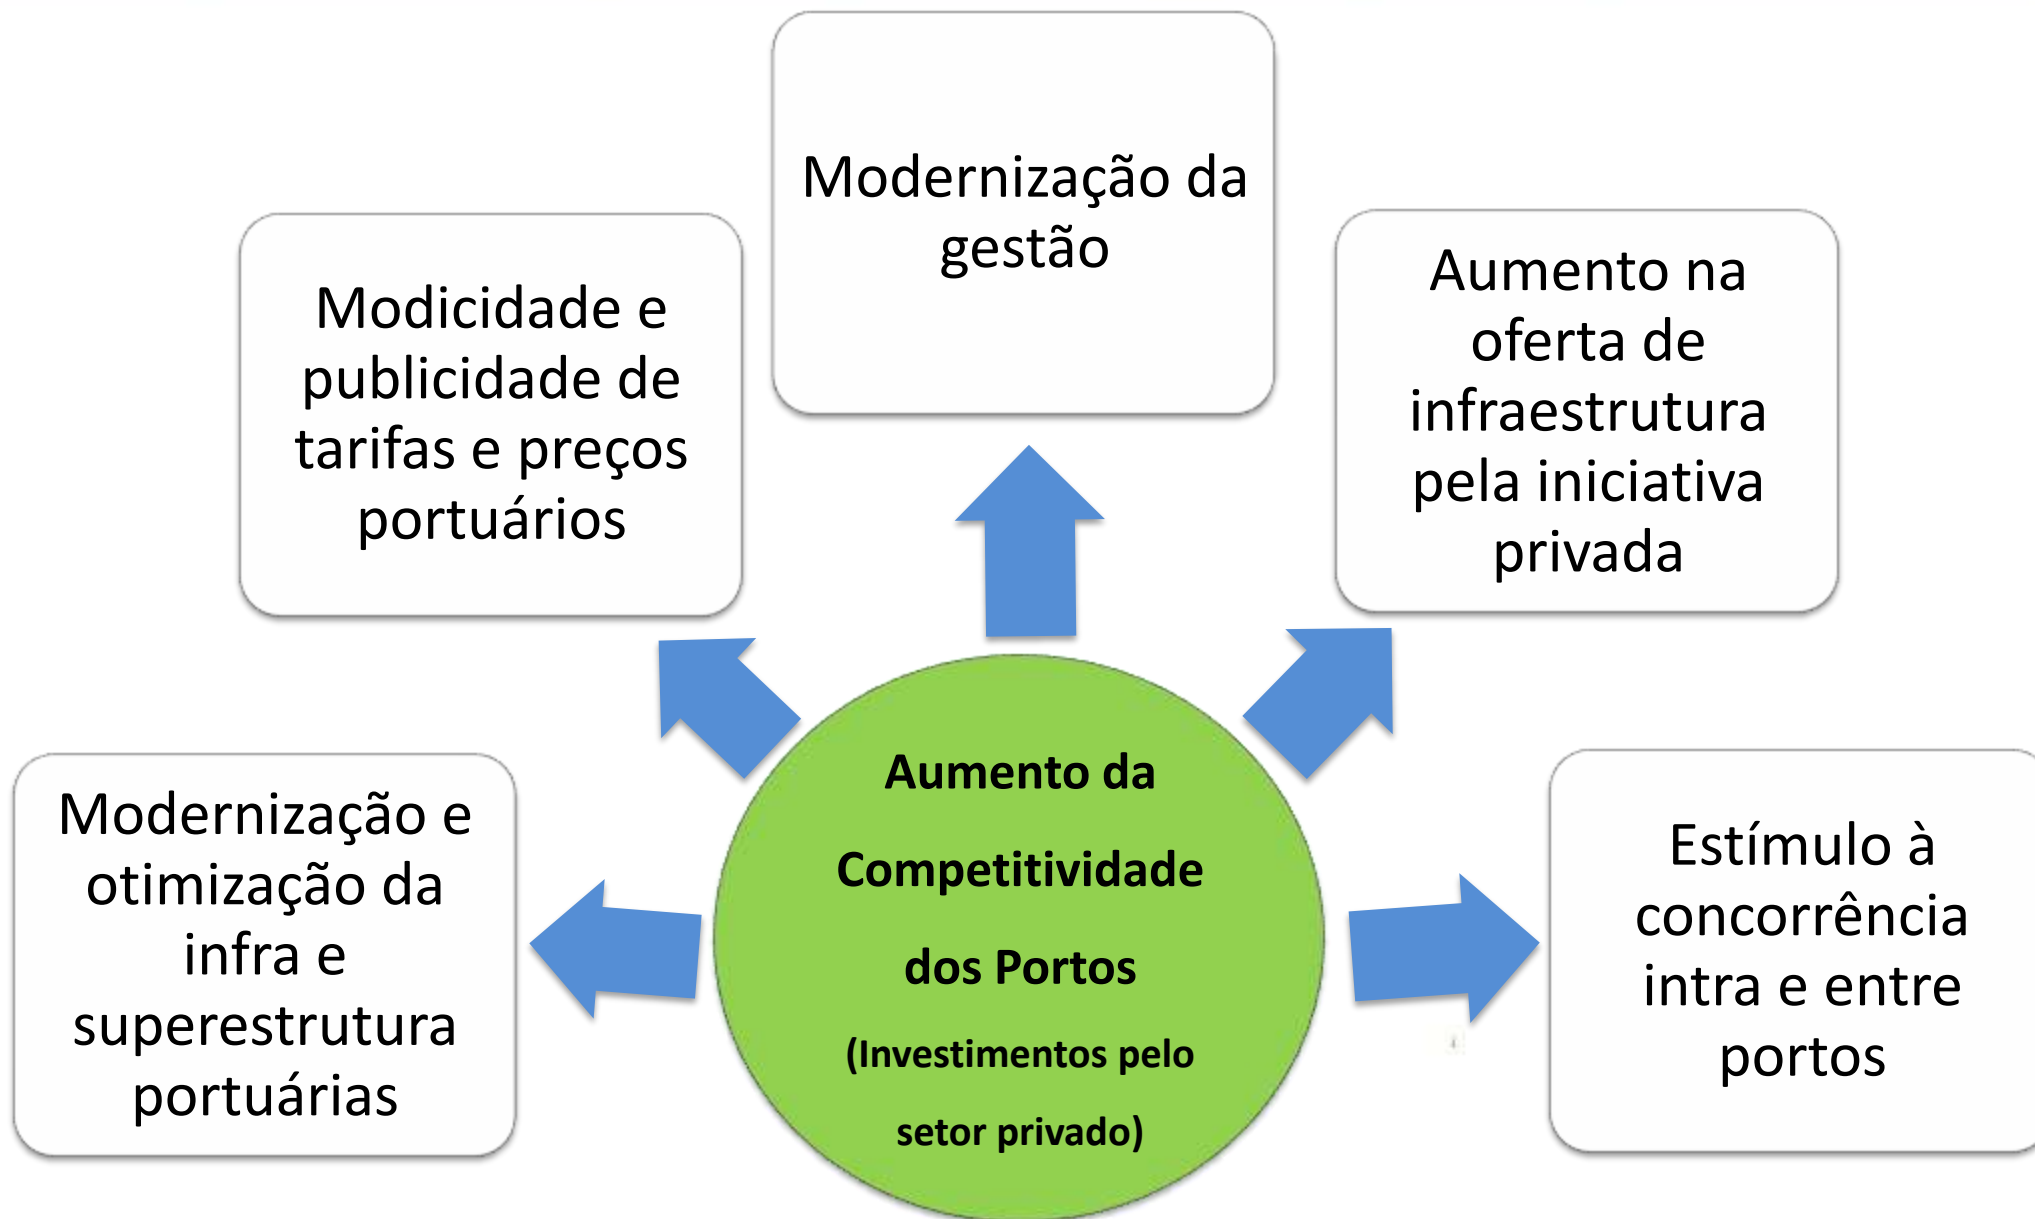 Modernização da
gestão
Modicidade e
publicidade de
tarifas e preços
portuários
Aumento na
oferta de
infraestrutura
pela iniciativa
privada
Modernização e
otimização da
infra e
superestrutura
portuárias
Aumento da
Competitividade
dos Portos
(Investimentos pelo
setor privado)
Estímulo à
concorrência
intra e entre
portos